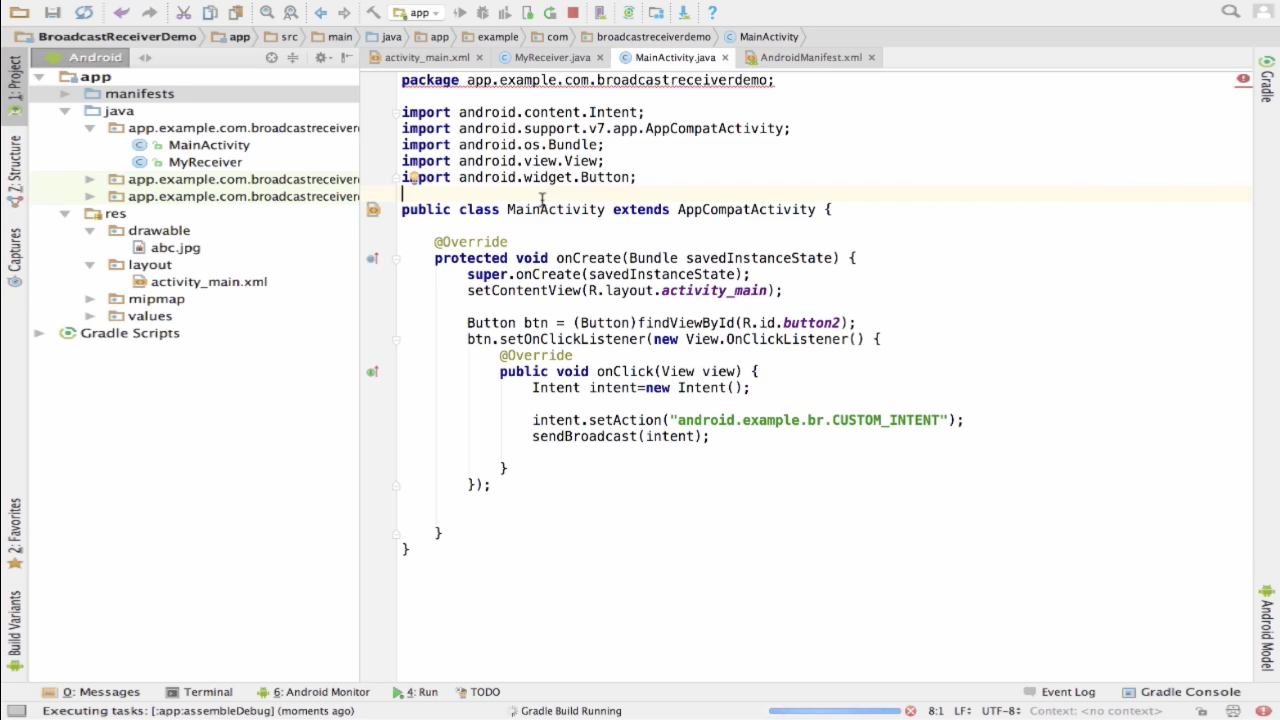 app
BroadcastReceiverDemo
app
src
main
java
app
example
com
broadcastreceiverdemo
MainActivity
Android
activity_main.xml
MyReceiver.java
MainActivity.java
AndroidManifest.xml
1: Project
Z: Structure
Captures
2: Favorites
Build Variants
app
manifests
java
app.example.com.broadcastreceiver
MainActivity
MyReceiver
app.example.com.broadcastreceiver
app.example.com.broadcastreceiver
res
drawable
abc.jpg
layout
activity_main.xml
mipmap
values
Gradle Scripts
package app.example.com.broadcastreceiverdemo;
import android.content.Intent;
import android.support.v7.app.AppCompatActivity;
import android.os.Bundle;
import android.view.View;
import android.widget.Button;
public class MainActivity extends AppCompatActivity {
@Override
protected void onCreate(Bundle savedInstanceState) {
super.onCreate(savedInstanceState);
setContentView(R.layout.activity_main);
Button btn = (Button)findViewById(R.id.button2);
btn.setOnClickListener(new View.OnClickListener() {
@Override
public void onClick(View view) {
Intent intent=new Intent();
intent.setAction("android.example.br.CUSTOM_INTENT");
sendBroadcast(intent);
}
});
}
}
Gradle
Android Model
0: Messages
Terminal
6: Android Monitor
4: Run
TODO
Event Log
Gradle Console
Executing tasks: [:app:assembleDebug] (moments ago)
Gradle Build Running
8:1
LF÷
UTF-8÷
Context: <no context>